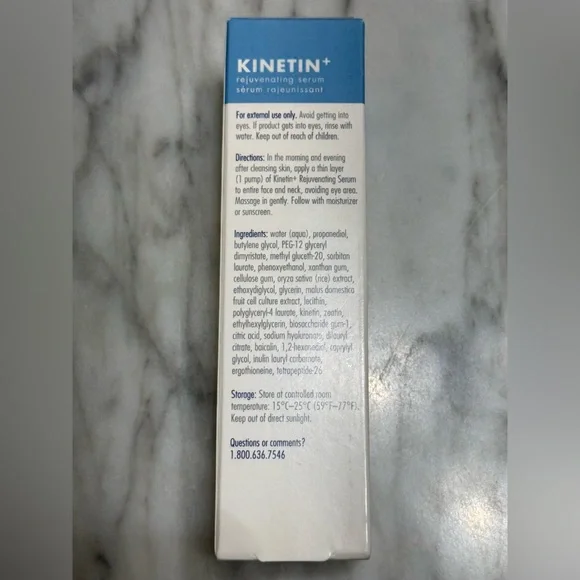 KINETIN+
rejuvenating serum
sérum rajeunissant
For external use only. Avoid getting into
eyes. If product gets into eyes, rinse with
water. Keep out of reach of children.
Directions: In the morning and evening
after cleansing skin, apply a thin layer
(1 pump) of Kinetin+ Rejuvenating Serum
to entire face and neck, avoiding eye area.
Massage in gently. Follow with moisturizer
or sunscreen.
Ingredients: water (aqua), propanediol,
butylene glycol, PEG-12 glyceryl
dimyristate, methyl gluceth-20, sorbitan
laurate, phenoxyethanol, xanthan gum,
cellulose gum, oryza sativa (rice) extract,
ethoxydiglycol, glycerin, malus domestica
fruit cell culture extract, lecithin,
polyglyceryl-4 laurate, kinetin, zeatin,
ethylhexylglycerin, biosaccharide gum-1,
citric acid, sodium hyaluronate, dilauryl
citrate, baicalin, 1,2-hexanediol, caprylyl
glycol, inulin lauryl carbamate,
ergothioneine, tetrapeptide-26
Storage: Store at controlled room
temperature: 15°C–25°C (59°F–77°F).
Keep out of direct sunlight.
Questions or comments?
1.800.636.7546